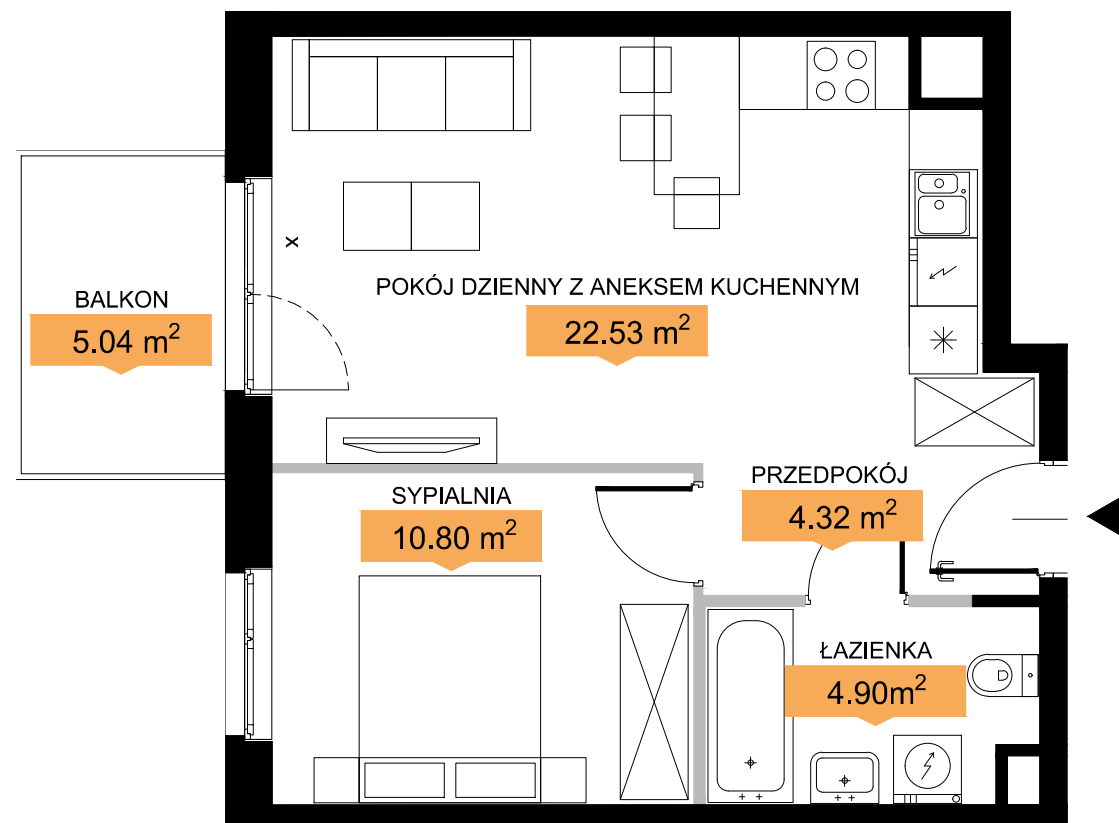 POKÓJ DZIENNY Z ANEKSEM KUCHENNYM
22.53 m²
BALKON
5.04 m²
x
SYPIALNIA
10.80 m²
PRZEDPOKÓJ
4.32 m²
ŁAZIENKA
4.90m²